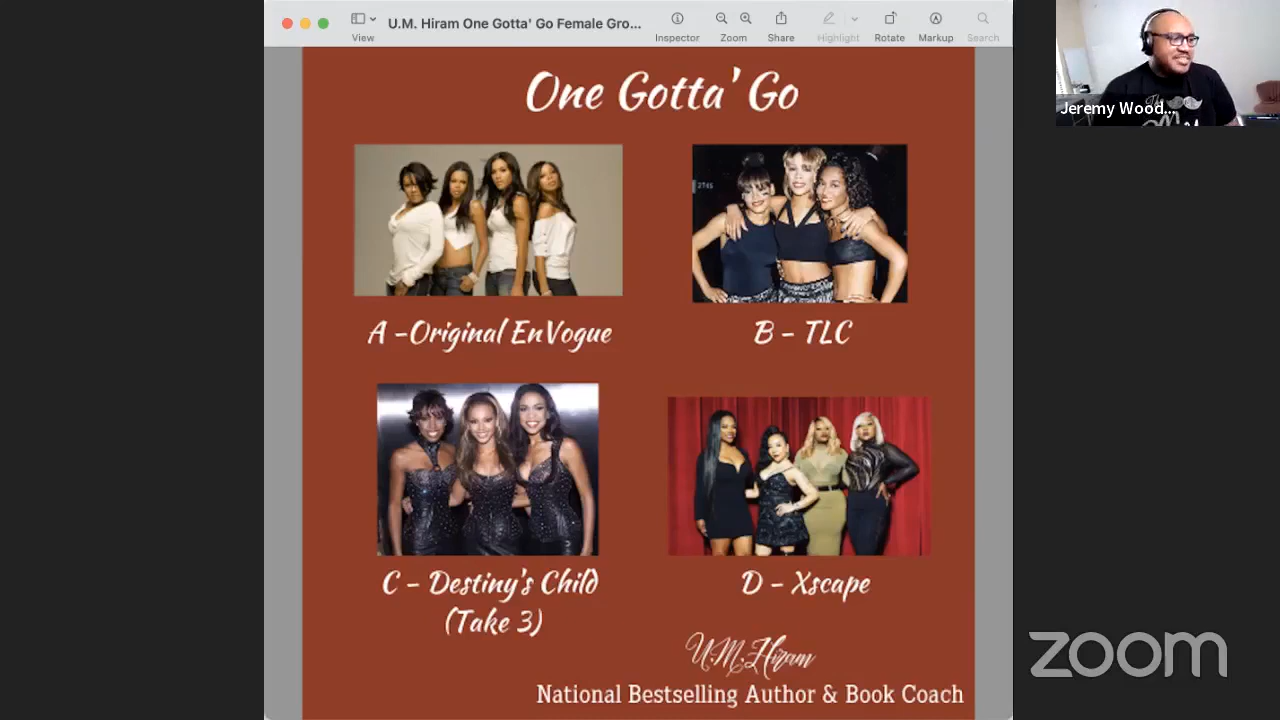 U.M. Hiram One Gotta' Go Female Gro...
View
Inspector
Zoom
Share
Highlight
Rotate
Markup
Search
Jeremy Wood...
One Gotta' Go
2745
A -Original EnVogue
B - TLC
C - Destiny's Child
(Take 3)
D - Xscape
U.M.Hiram
National Bestselling Author & Book Coach
zoom